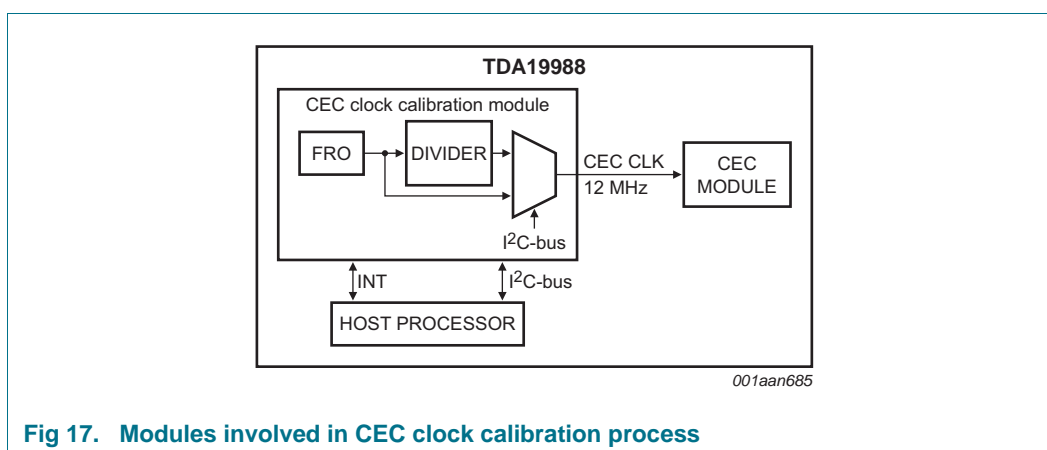 TDA19988
CEC clock calibration module
FRO
DIVIDER
CEC CLK
12 MHz
CEC
MODULE
I2C-bus
INT
I2C-bus
HOST PROCESSOR
001aan685
Fig 17. Modules involved in CEC clock calibration process